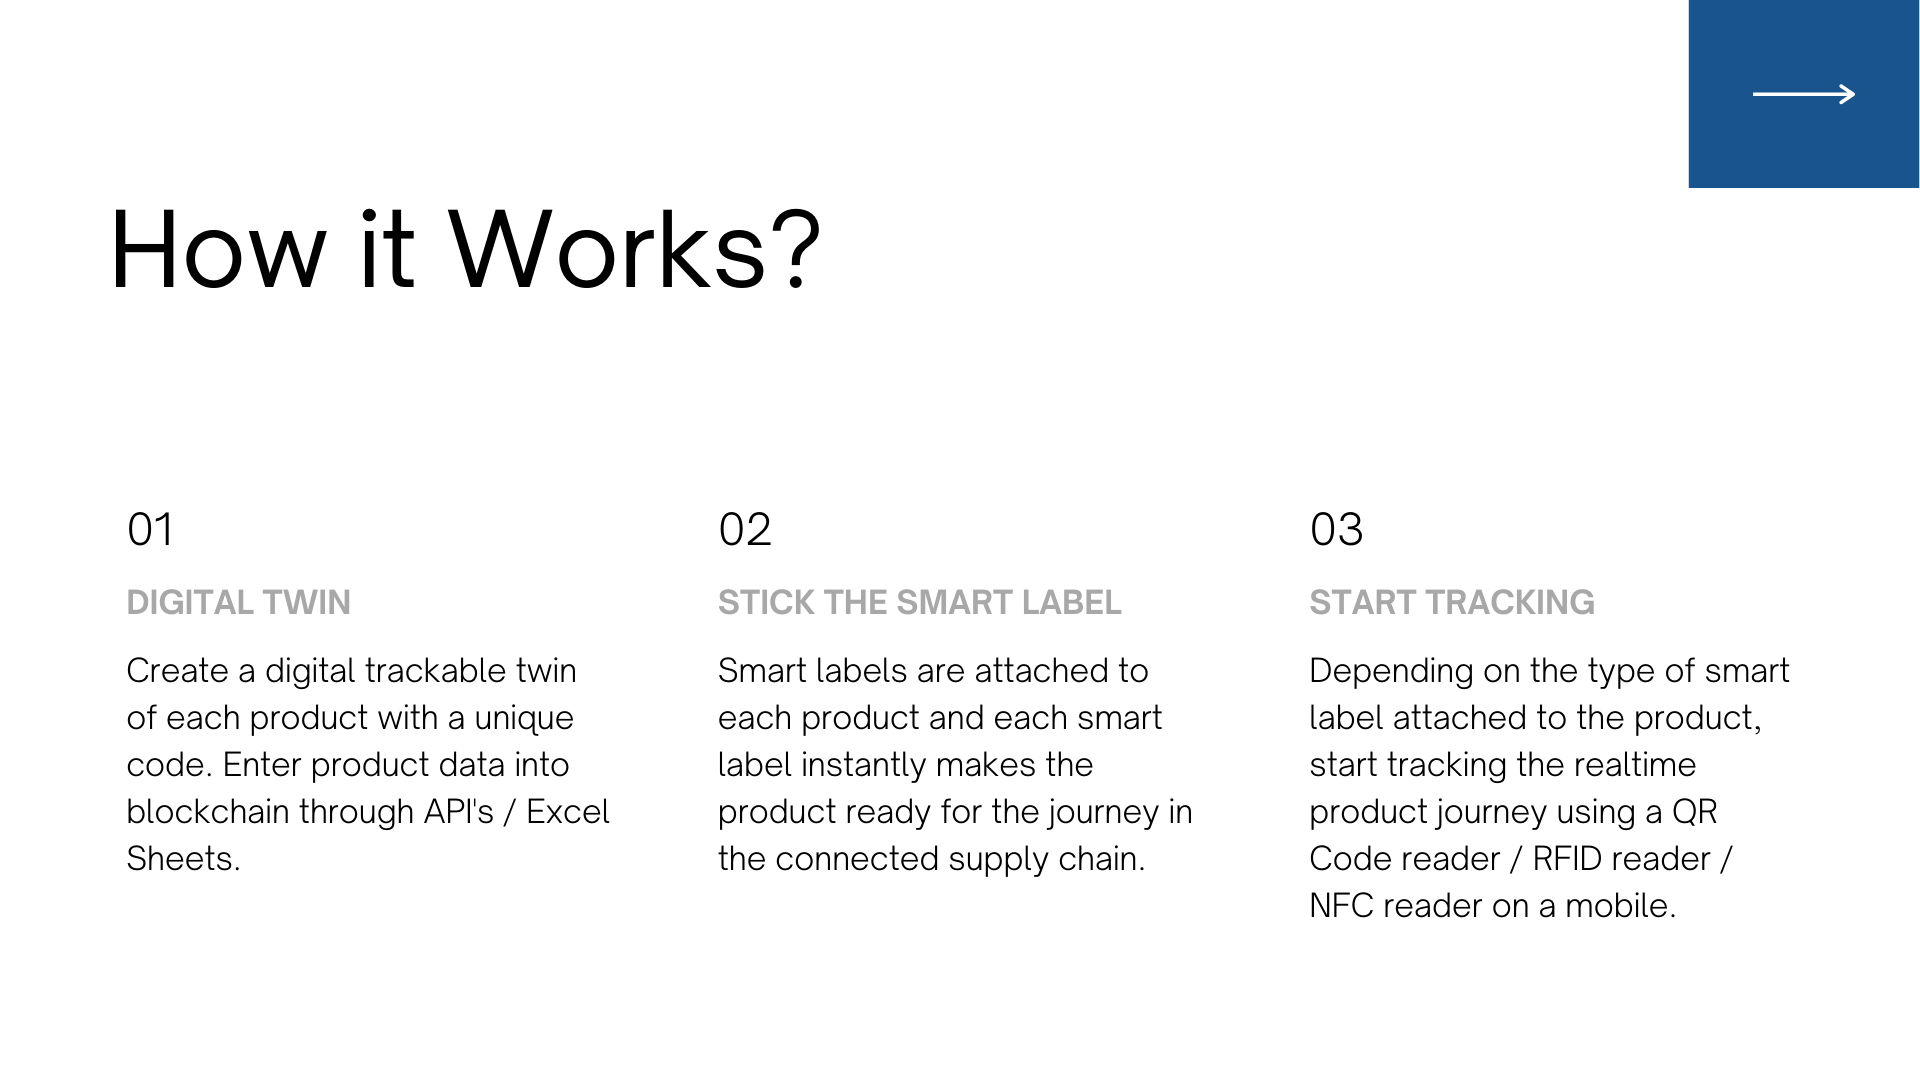 How it Works?
01
DIGITAL TWIN
Create a digital trackable twin
of each product with a unique
code. Enter product data into
blockchain through API's / Excel
Sheets.
02
STICK THE SMART LABEL
Smart labels are attached to
each product and each smart
label instantly makes the
product ready for the journey in
the connected supply chain.
03
START TRACKING
Depending on the type of smart
label attached to the product,
start tracking the realtime
product journey using a QR
Code reader / RFID reader /
NFC reader on a mobile.